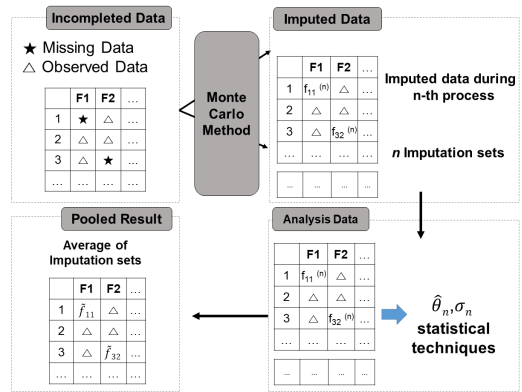 Incompleted Data
★ Missing Data
△ Observed Data
F1 F2 ...
1 ★ △ ...
2 △ △ ...
3 △ ★ ...
... ... ... ...
Monte
Carlo
Method
Imputed Data
F1 F2 ...
1 f₁₁⁽ⁿ⁾ △ ...
2 △ △ ...
3 △ f₃₂⁽ⁿ⁾ ...
... ... ... ...
... ... ... ...
Imputed data during
n-th process
n Imputation sets
Pooled Result
Average of
Imputation sets
F1 F2 ...
1 f̃₁₁ △ ...
2 △ △ ...
3 △ f̃₃₂ ...
... ... ... ...
Analysis Data
F1 F2 ...
1 f₁₁⁽ⁿ⁾ △ ...
2 △ △ ...
3 △ f₃₂⁽ⁿ⁾ ...
... ... ... ...
... ... ... ...
θ̂ₙ,σₙ
statistical
techniques